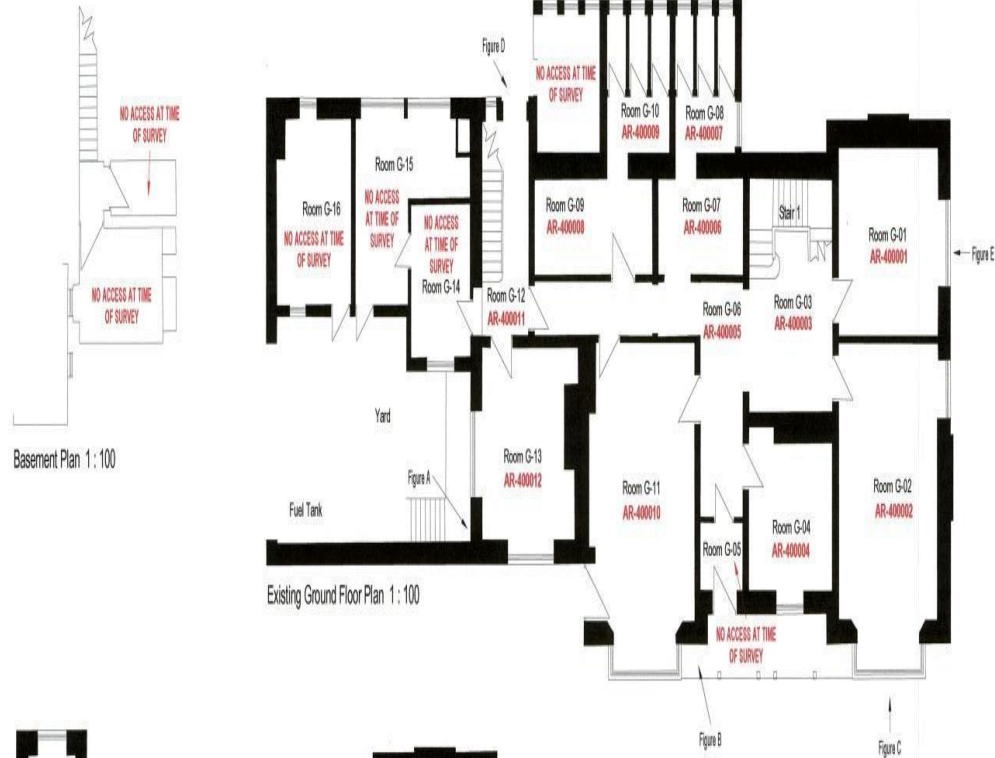 NO ACCESS AT TIME
OF SURVEY
NO ACCESS AT TIME
OF SURVEY
Basement Plan 1 : 100
Figure D
NO ACCESS AT TIME
OF SURVEY
Room G-10
AR-400009
Room G-08
AR-400007
Room G-16
NO ACCESS AT TIME
OF SURVEY
Room G-15
NO ACCESS
AT TIME OF
SURVEY
NO ACCESS
AT TIME OF
SURVEY
Room G-14
Room G-09
AR-400008
Room G-07
AR-400006
Stair 1
Room G-01
AR-400001
Figure E
Room G-12
AR-400011
Room G-06
AR-400005
Room G-03
AR-400003
Yard
Fuel Tank
Figure A
Room G-13
AR-400012
Room G-11
AR-400010
Room G-02
AR-400002
Room G-04
AR-400004
Room G-05
NO ACCESS AT TIME
OF SURVEY
Existing Ground Floor Plan 1 : 100
Figure B
Figure C